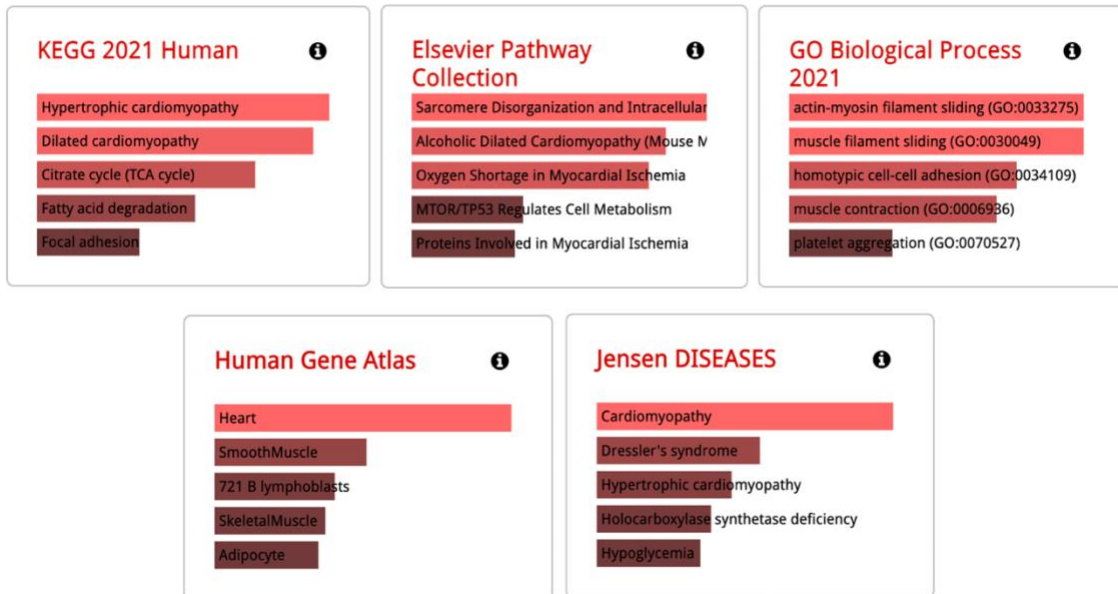 KEGG 2021 Human
Hypertrophic cardiomyopathy
Dilated cardiomyopathy
Citrate cycle (TCA cycle)
Fatty acid degradation
Focal adhesion
Elsevier Pathway
Collection
Sarcomere Disorganization and Intracellular
Alcoholic Dilated Cardiomyopathy (Mouse M
Oxygen Shortage in Myocardial Ischemia
MTOR/TP53 Regulates Cell Metabolism
Proteins Involved in Myocardial Ischemia
GO Biological Process
2021
actin-myosin filament sliding (GO:0033275)
muscle filament sliding (GO:0030049)
homotypic cell-cell adhesion (GO:0034109)
muscle contraction (GO:0006936)
platelet aggregation (GO:0070527)
Human Gene Atlas
Heart
SmoothMuscle
721 B lymphoblasts
SkeletalMuscle
Adipocyte
Jensen DISEASES
Cardiomyopathy
Dressler's syndrome
Hypertrophic cardiomyopathy
Holocarboxylase synthetase deficiency
Hypoglycemia